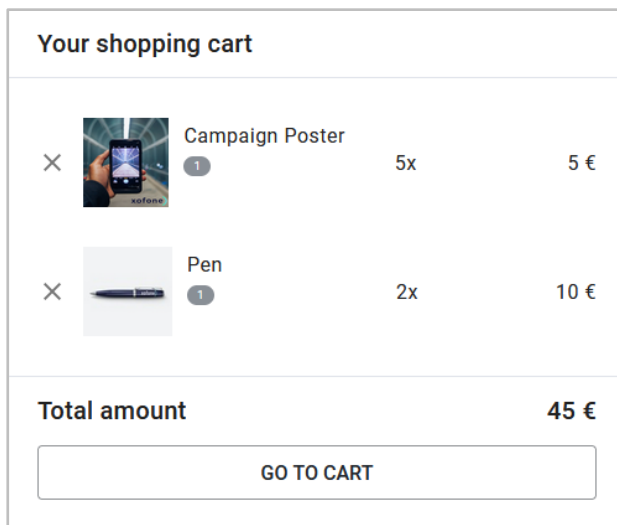 Your shopping cart
Campaign Poster
1
5x
5 €
xofone
Pen
1
2x
10 €
Total amount
45 €
GO TO CART